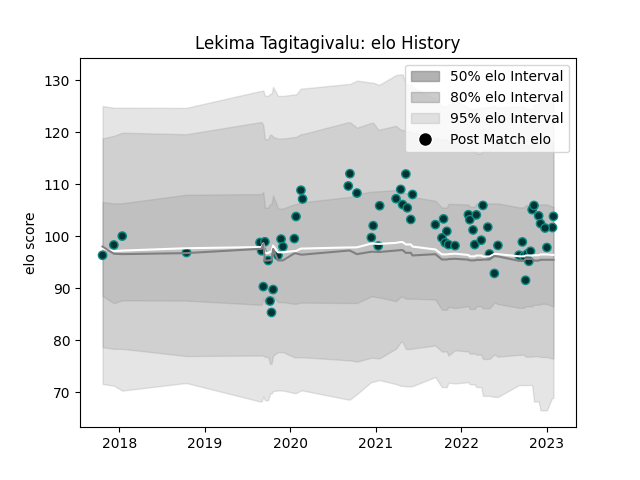 Lekima Tagitagivalu: elo History
50% elo Interval
80% elo Interval
95% elo Interval
Post Match elo
elo score
130
120
110
100
90
80
70
2018 2019 2020 2021 2022 2023